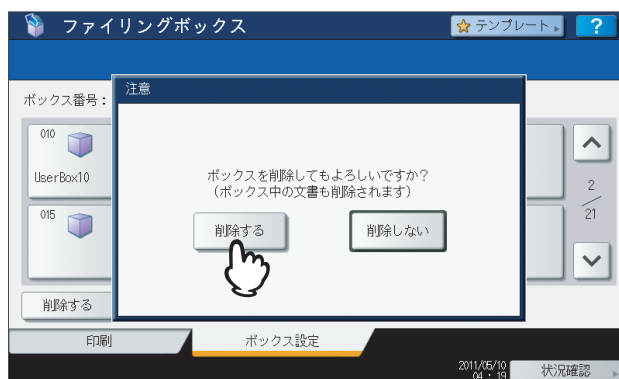 ファイリングボックス
テンプレート
?
ボックス番号：
注意
010
UserBox10
ボックスを削除してもよろしいですか?
（ボックス中の文書も削除されます）
2
21
015
削除する
削除しない
削除する
印刷
ボックス設定
2011/05/10
04 : 19
状況確認